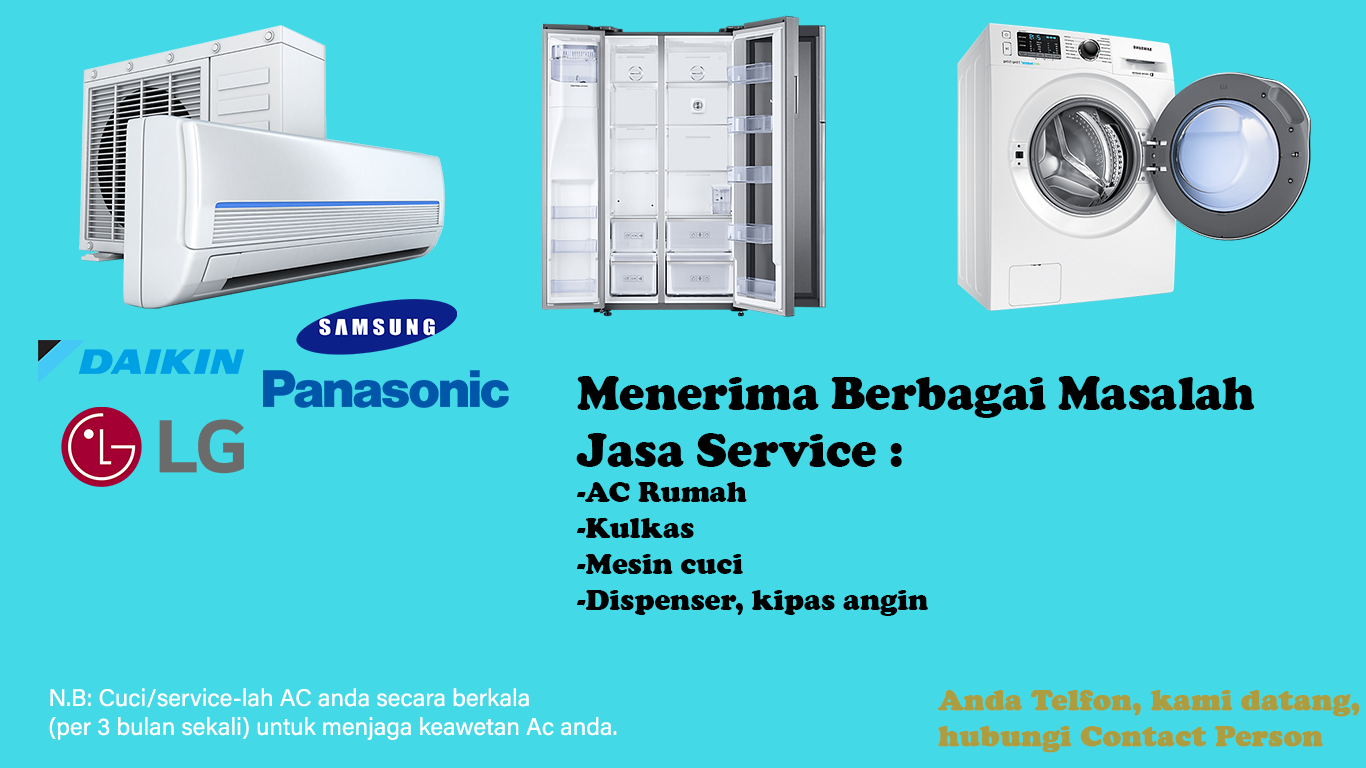 SAMSUNG
DAIKIN
Panasonic
LG
Menerima Berbagai Masalah
Jasa Service :
-AC Rumah
-Kulkas
-Mesin cuci
-Dispenser, kipas angin
N.B: Cuci/service-lah AC anda secara berkala
(per 3 bulan sekali) untuk menjaga keawetan Ac anda.
Anda Telfon, kami datang,
hubungi Contact Person